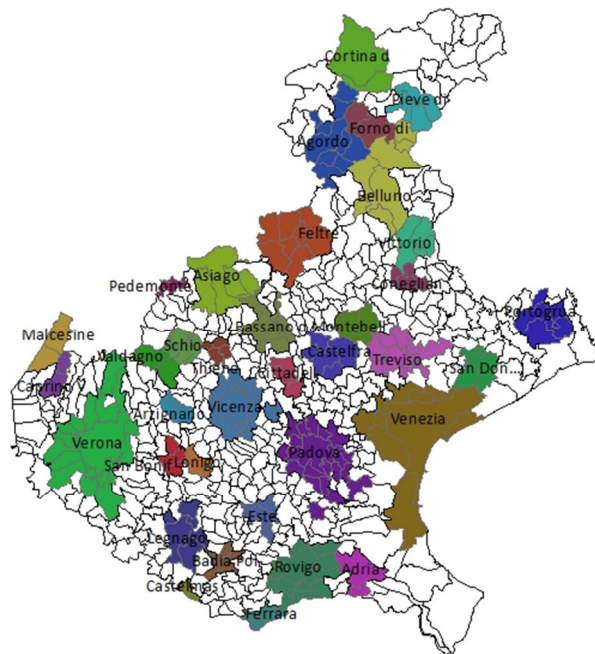 Cortina d
Pieve di
Forno di
Agordo
Belluno
Feltre
Vittorio
Asiago
Coneglian
Pedemonte
Portogrua
Bassano d
Montebell
Malcesine
Schio
Castelfra
Treviso
Valdagno
Thiene
San Don...
Caprino V
Cittadell
Arzignano
Vicenza
Venezia
Verona
Padova
San Bonif
Lonigo
Este
Legnago
Badia Pol
Rovigo
Adria
Castelmas
Ferrara